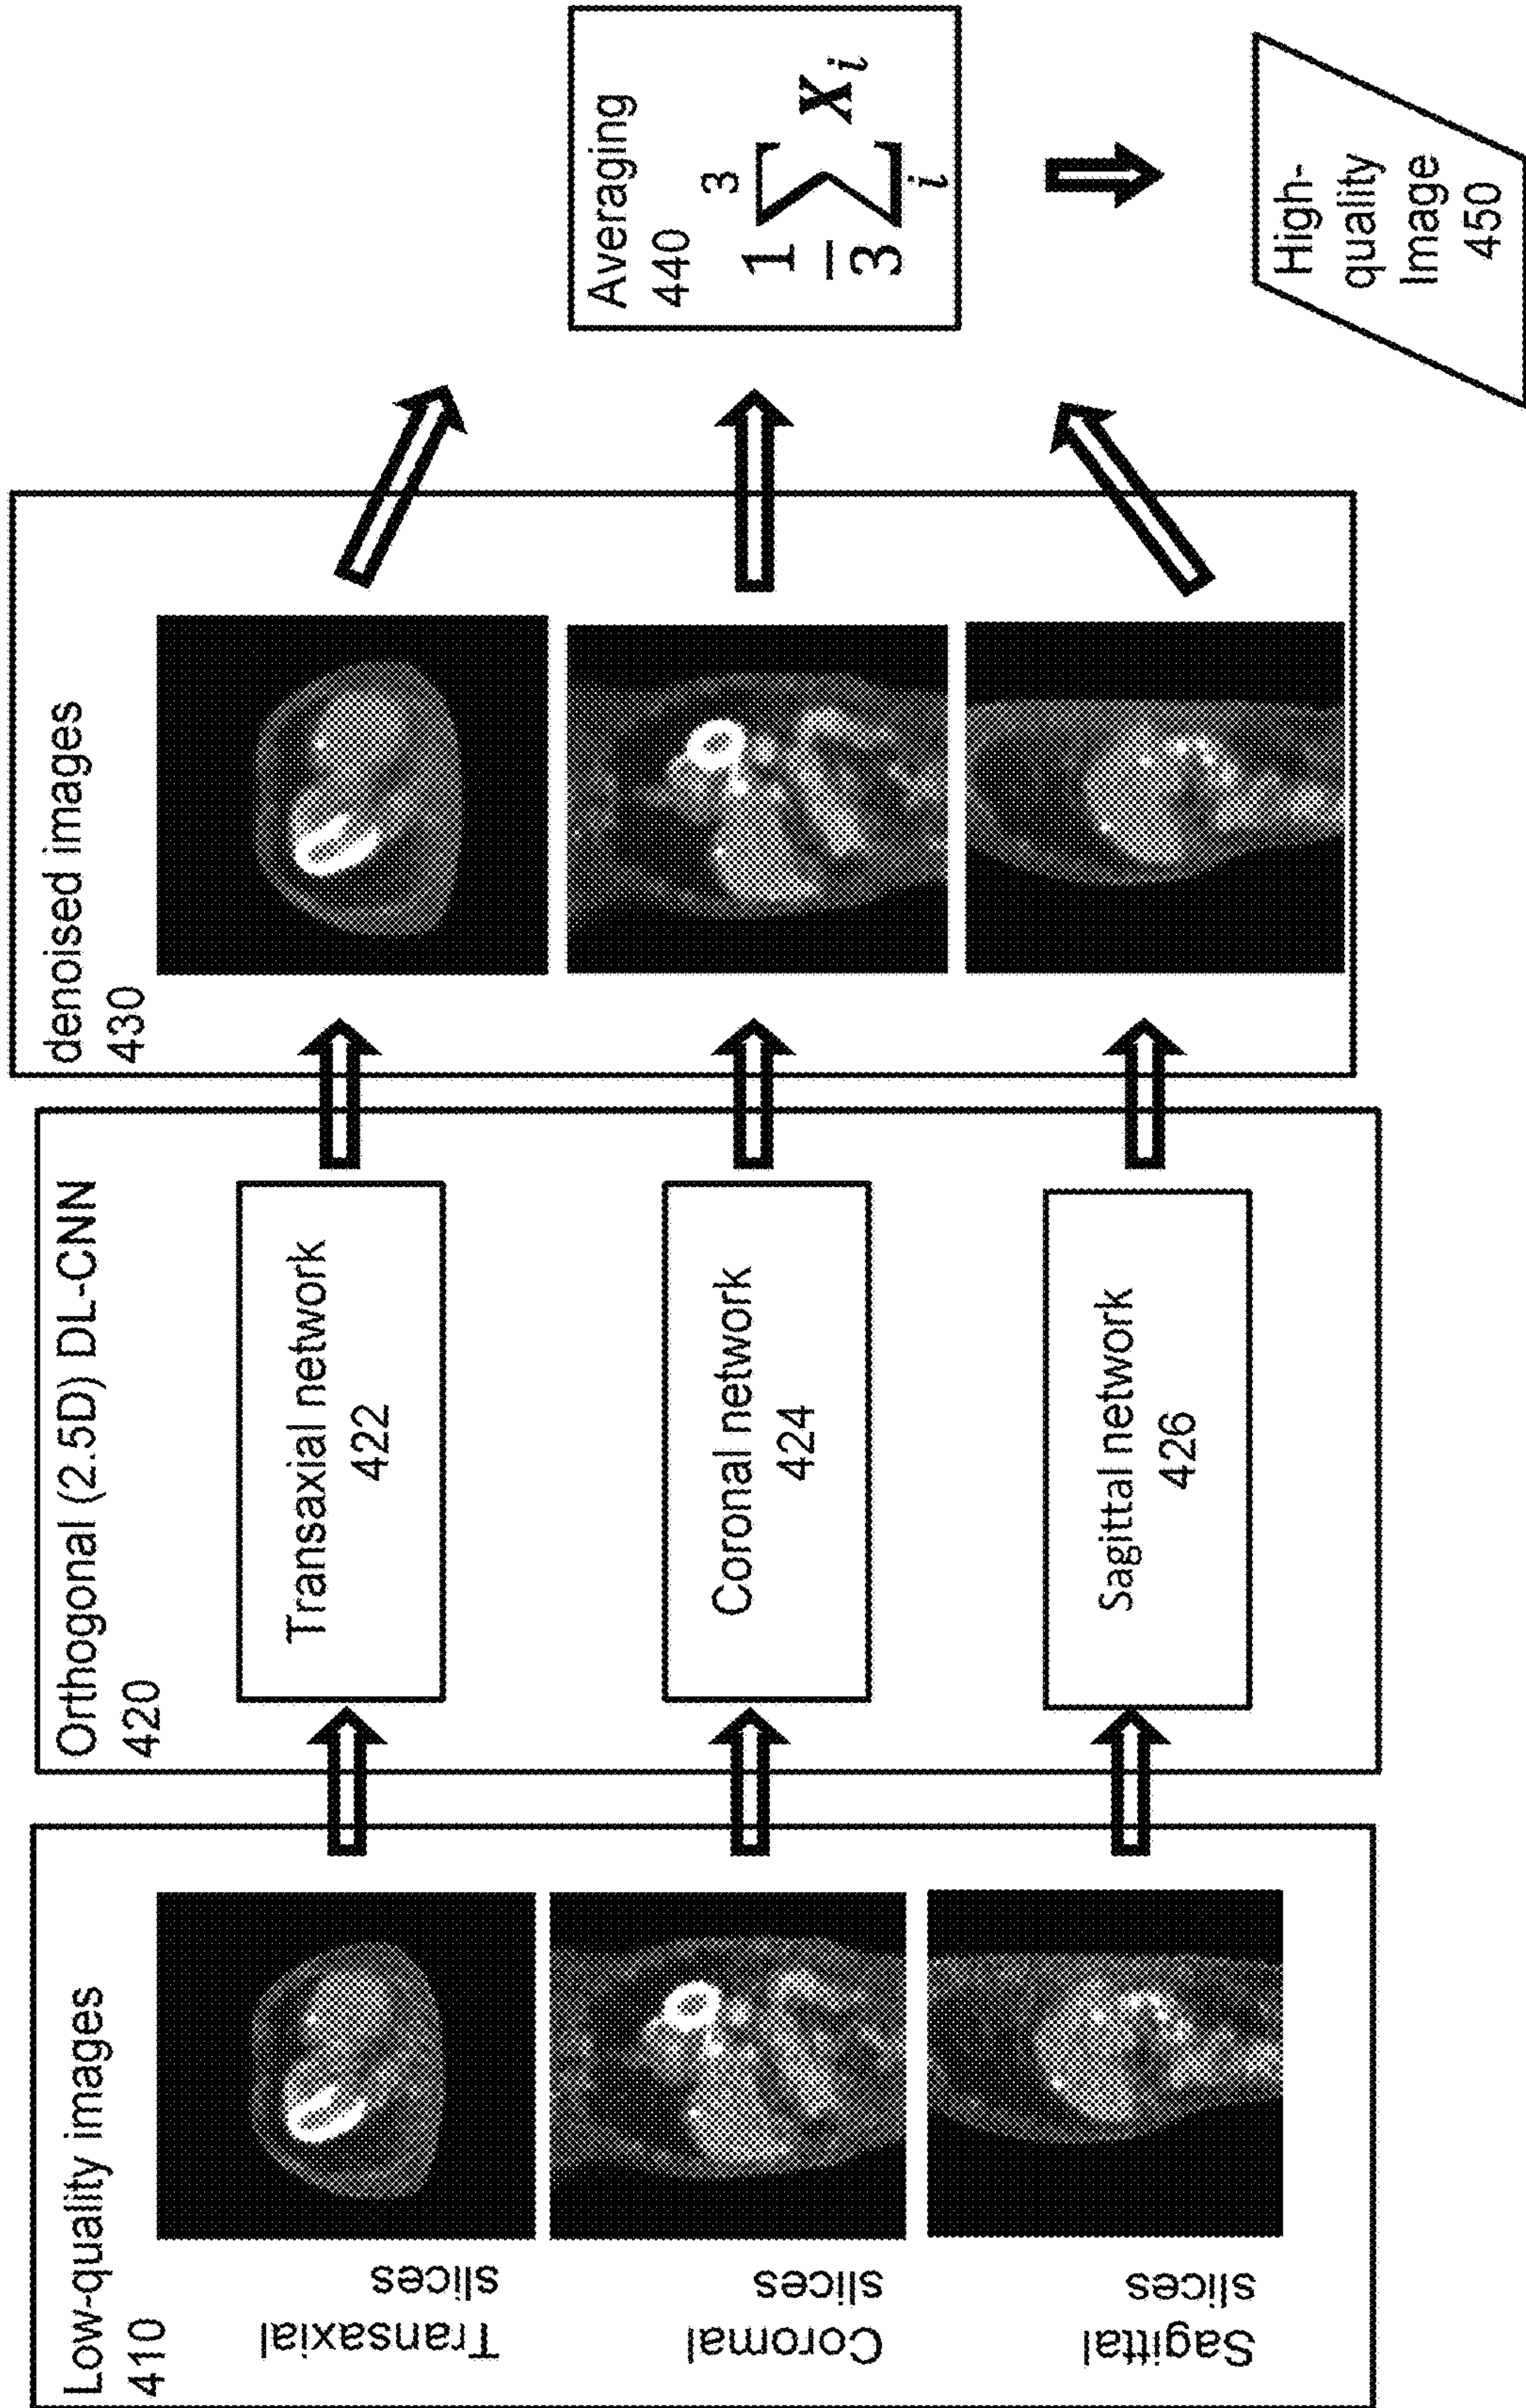 Low-quality images
410
Transaxial
slices
Coromal
slices
Sagittal
slices
Orthogonal (2.5D) DL-CNN
420
Transaxial network
422
Coronal network
424
Sagittal network
426
denoised images
430
Averaging
440
1/3 ∑_i^3 X_i
High-
quality
Image
450